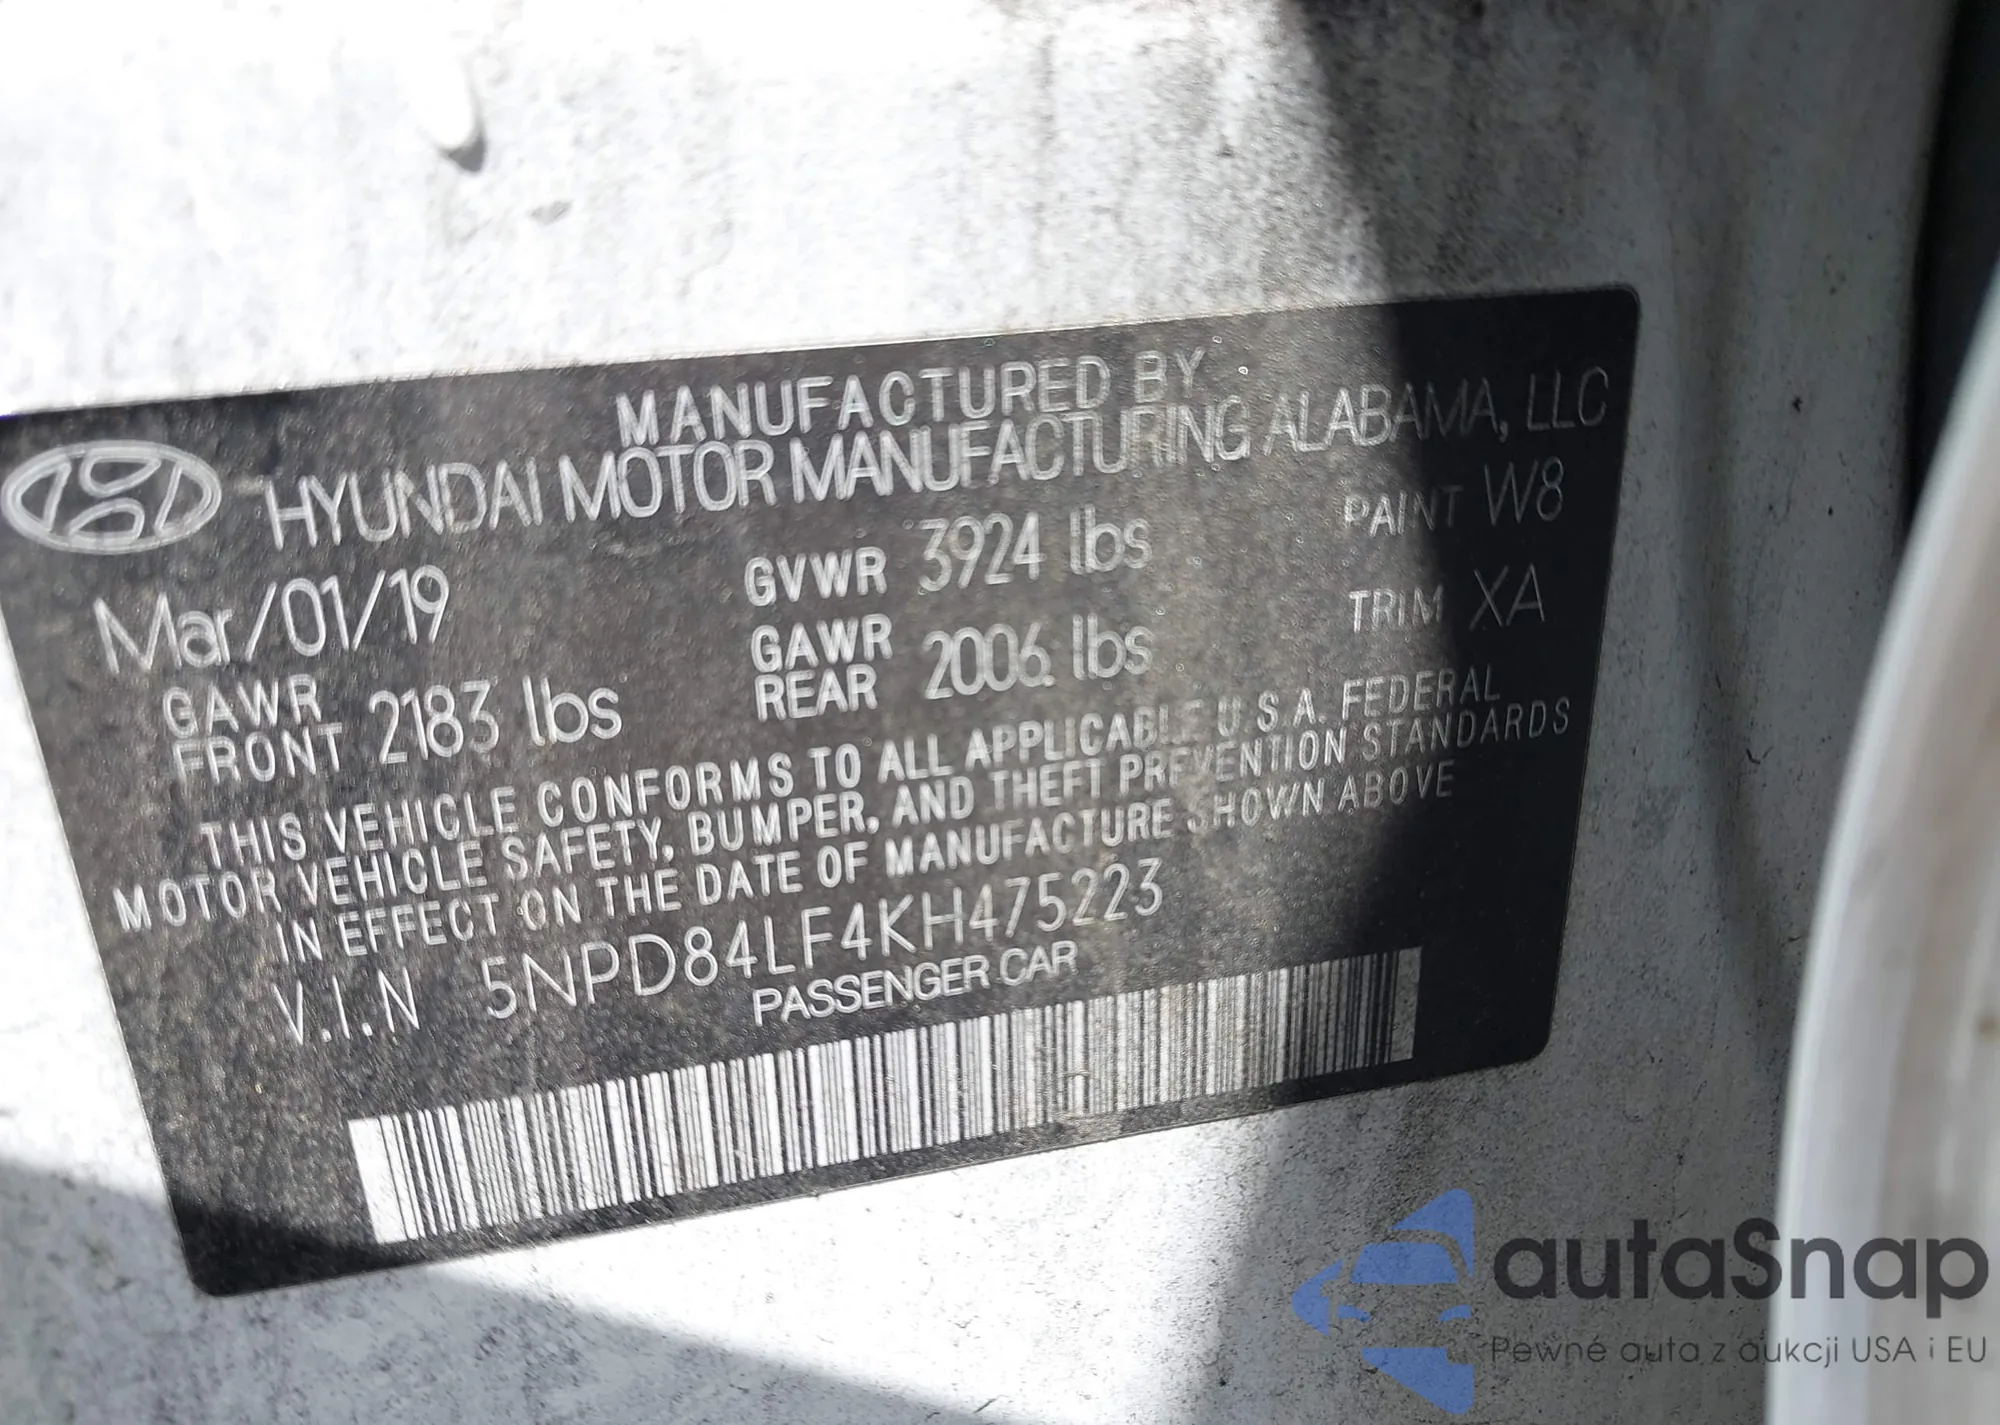 MANUFACTURED BY
HYUNDAI MOTOR MANUFACTURING ALABAMA, LLC
Mar/01/19 GVWR 3924 lbs PAINT W8
GAWR FRONT 2183 lbs GAWR REAR 2006 lbs TRIM XA
THIS VEHICLE CONFORMS TO ALL APPLICABLE U.S.A. FEDERAL
MOTOR VEHICLE SAFETY, BUMPER, AND THEFT PREVENTION STANDARDS
IN EFFECT ON THE DATE OF MANUFACTURE SHOWN ABOVE
V.I.N 5NPD84LF4KH475223
PASSENGER CAR
autaSnap
Pewne auta z aukcji USA i EU